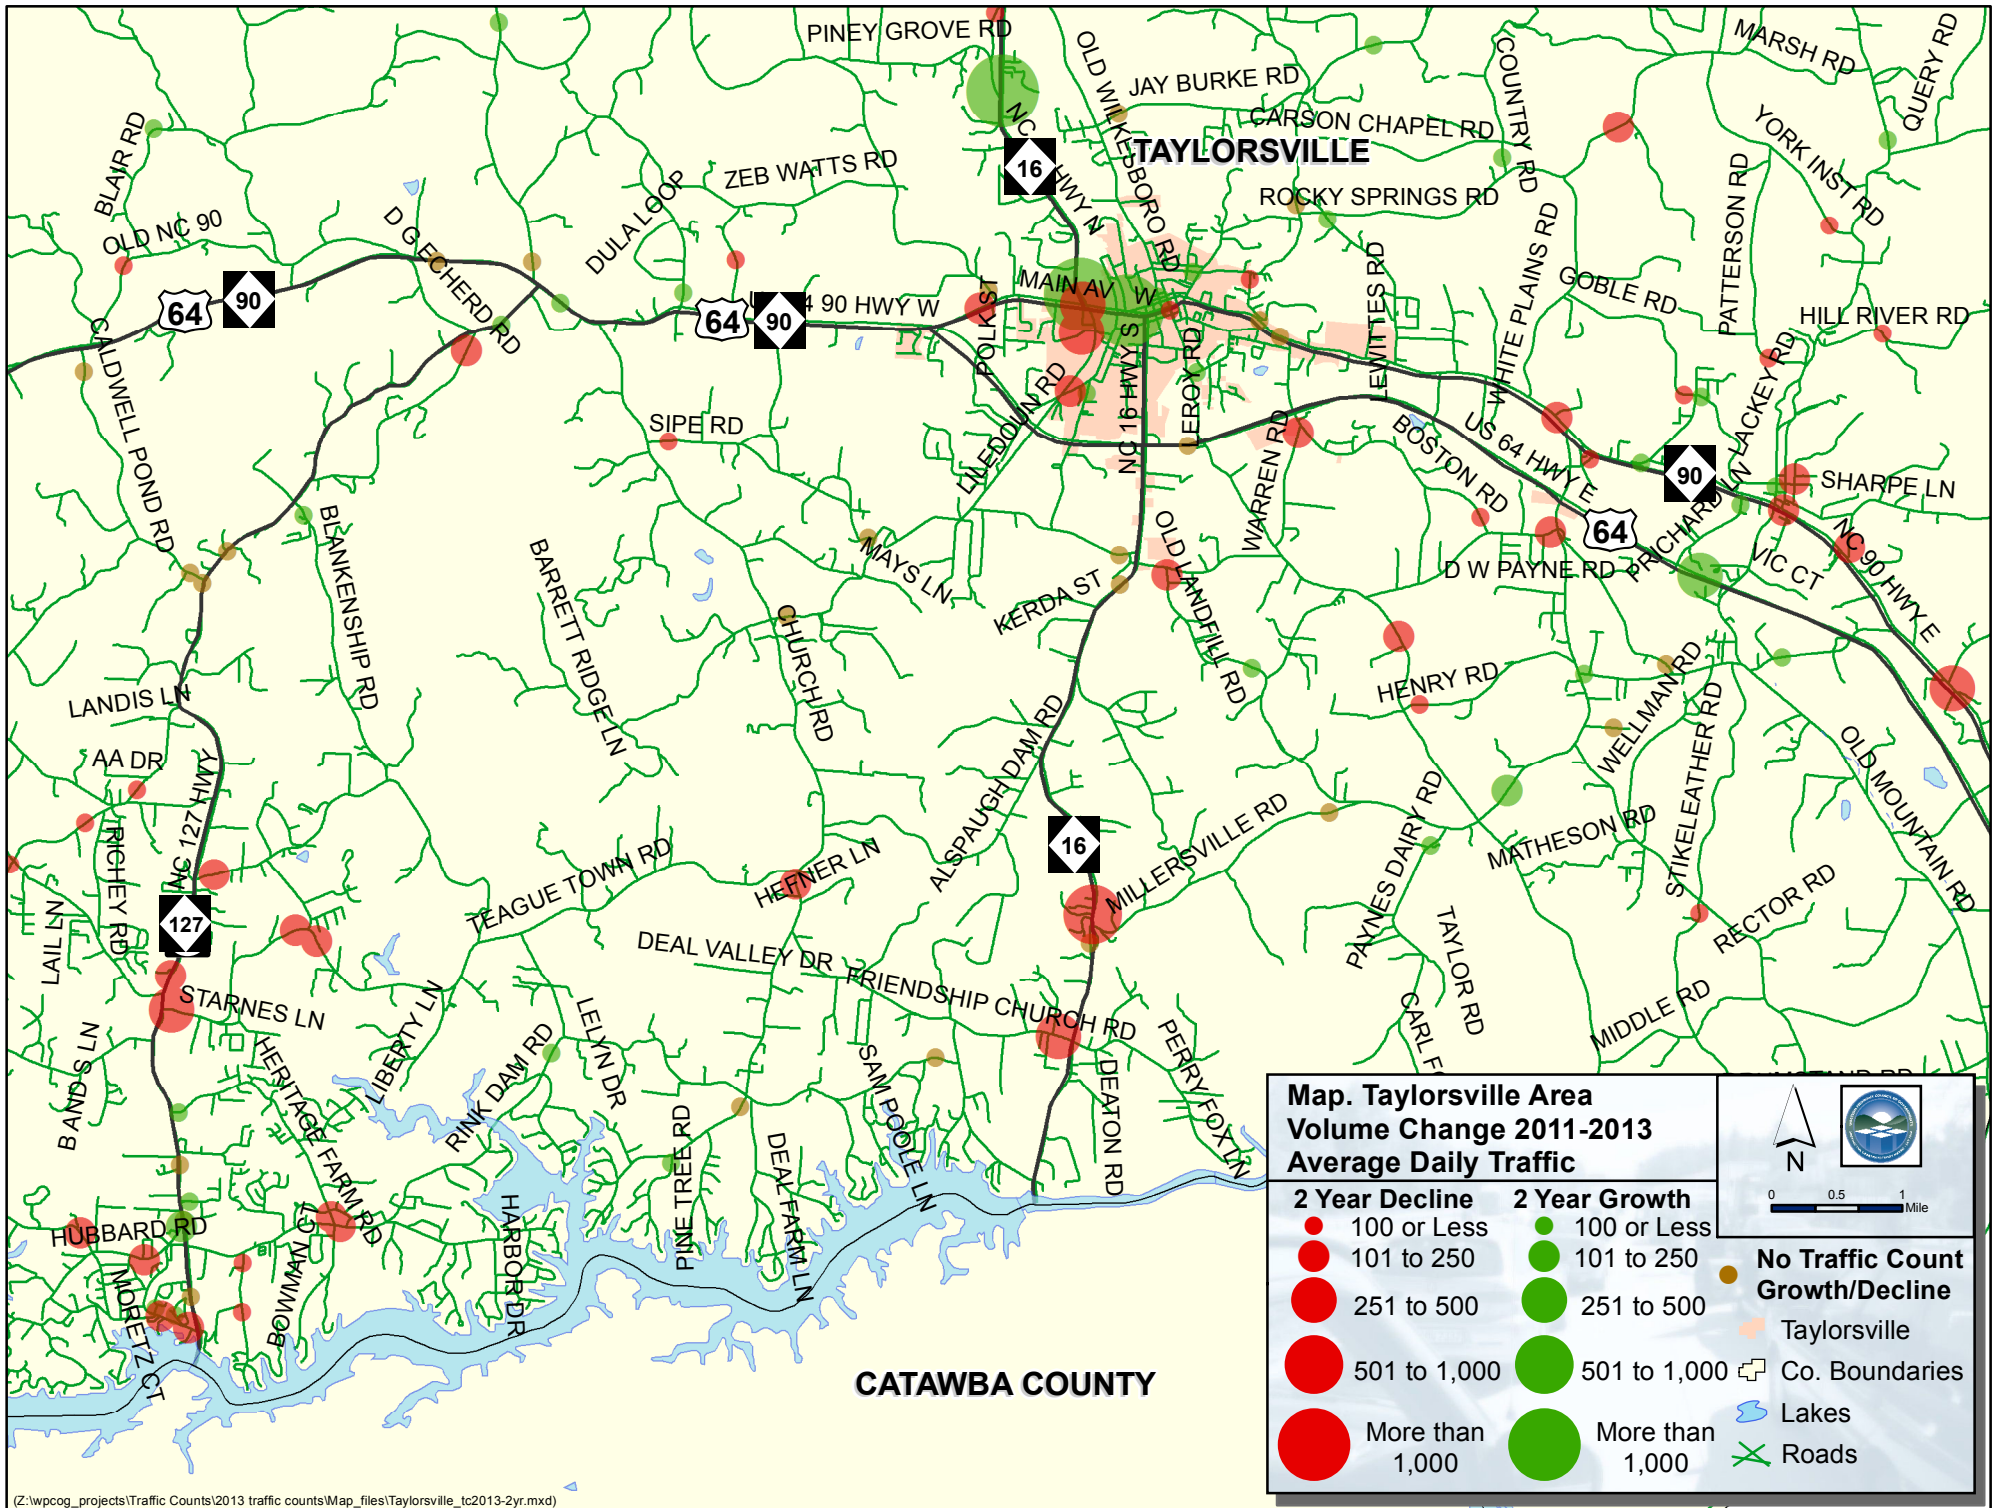 PINEY GROVE RD
OLD WILKESBORO RD
JAY BURKE RD
CARSON CHAPEL RD
COUNTRY RD
MARSH RD
QUERY RD
YORK INST RD
BLAIR RD
NC 16 HWY N
16
TAYLORSVILLE
ZEB WATTS RD
ROCKY SPRINGS RD
PATTERSON RD
WHITE PLAINS RD
OLD NC 90
D G ECHERD RD
DULA LOOP
LEWITTES RD
GOBLE RD
HILL RIVER RD
64
90
64
90
90 HWY W
MAIN AV W
POLK ST
NC 16 HWY S
LEROY RD
LILEDOUN RD
CALDWELL POND RD
SIPE RD
WARREN RD
BOSTON RD
US 64 HWY E
LACKEY RD
90
SHARPE LN
PRICHARD LN
64
NC 90 HWY E
VIC CT
D W PAYNE RD
BLANKENSHIP RD
BARRETT RIDGE LN
MAYS LN
KERDA ST
OLD LANDFILL RD
CHURCH RD
LANDIS LN
HENRY RD
WELLMAN RD
STIKELEATHER RD
OLD MOUNTAIN RD
AA DR
NC 127 HWY
ALSPAUGH DAM RD
16
MILLERSVILLE RD
PAYNES DAIRY RD
MATHESON RD
RICHEY RD
LAIL LN
127
TEAGUE TOWN RD
HEFNER LN
RECTOR RD
DEAL VALLEY DR
FRIENDSHIP CHURCH RD
TAYLOR RD
STARNES LN
LIBERTY LN
LELYN DR
RINK DAM RD
SAM POOLE LN
PERRY FOX LN
DEATON RD
CARL FO
MIDDLE RD
BANDS LN
HERITAGE FARM RD
PINE TREE RD
DEAL FARM LN
HARBOR DR
HUBBARD RD
BOWMAN CT
MORETZ CT
CATAWBA COUNTY
Map. Taylorsville Area
Volume Change 2011-2013
Average Daily Traffic
N
0 0.5 1
Mile
2 Year Decline
2 Year Growth
100 or Less
100 or Less
101 to 250
101 to 250
251 to 500
251 to 500
501 to 1,000
501 to 1,000
More than
1,000
More than
1,000
No Traffic Count
Growth/Decline
Taylorsville
Co. Boundaries
Lakes
Roads
(Z:\wpcog_projects\Traffic Counts\2013 traffic counts\Map_files\Taylorsville_tc2013-2yr.mxd)